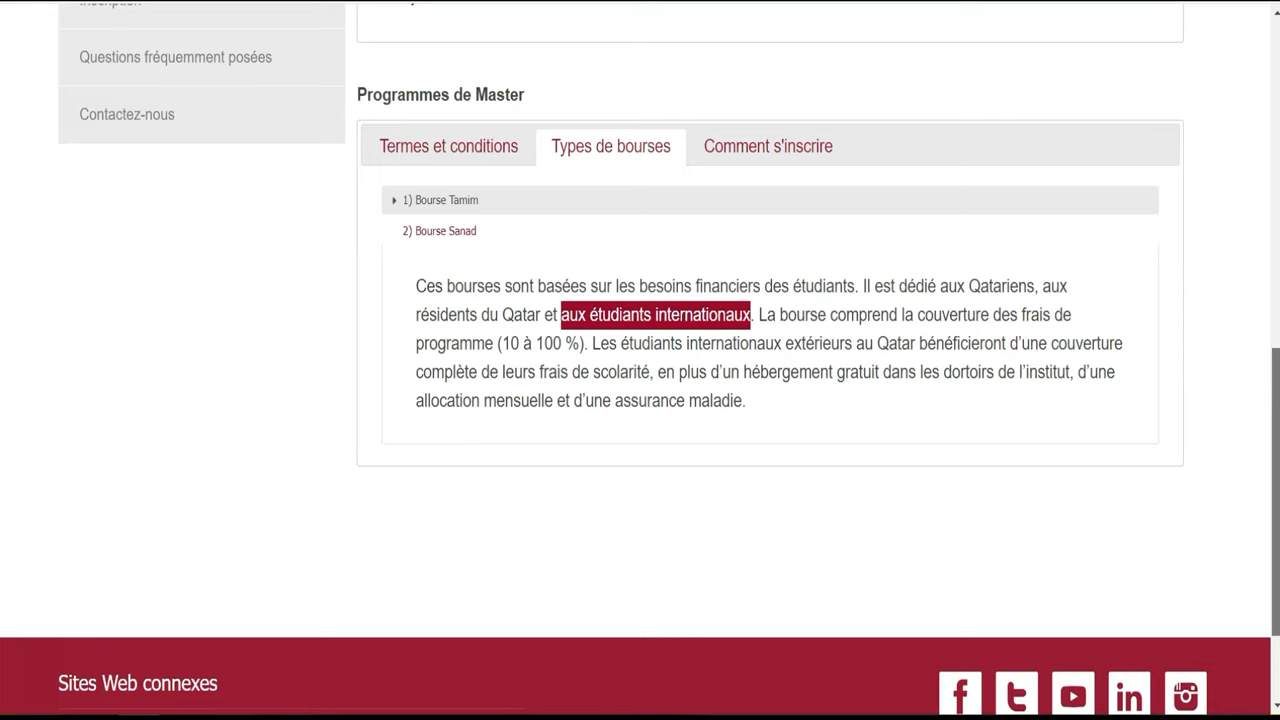 Inscription
Questions fréquemment posées
Contactez-nous
Programmes de Master
Termes et conditions
Types de bourses
Comment s'inscrire
1) Bourse Tamim
2) Bourse Sanad
Ces bourses sont basées sur les besoins financiers des étudiants. Il est dédié aux Qatariens, aux
résidents du Qatar et aux étudiants internationaux. La bourse comprend la couverture des frais de
programme (10 à 100 %). Les étudiants internationaux extérieurs au Qatar bénéficieront d’une couverture
complète de leurs frais de scolarité, en plus d’un hébergement gratuit dans les dortoirs de l’institut, d’une
allocation mensuelle et d’une assurance maladie.
Sites Web connexes